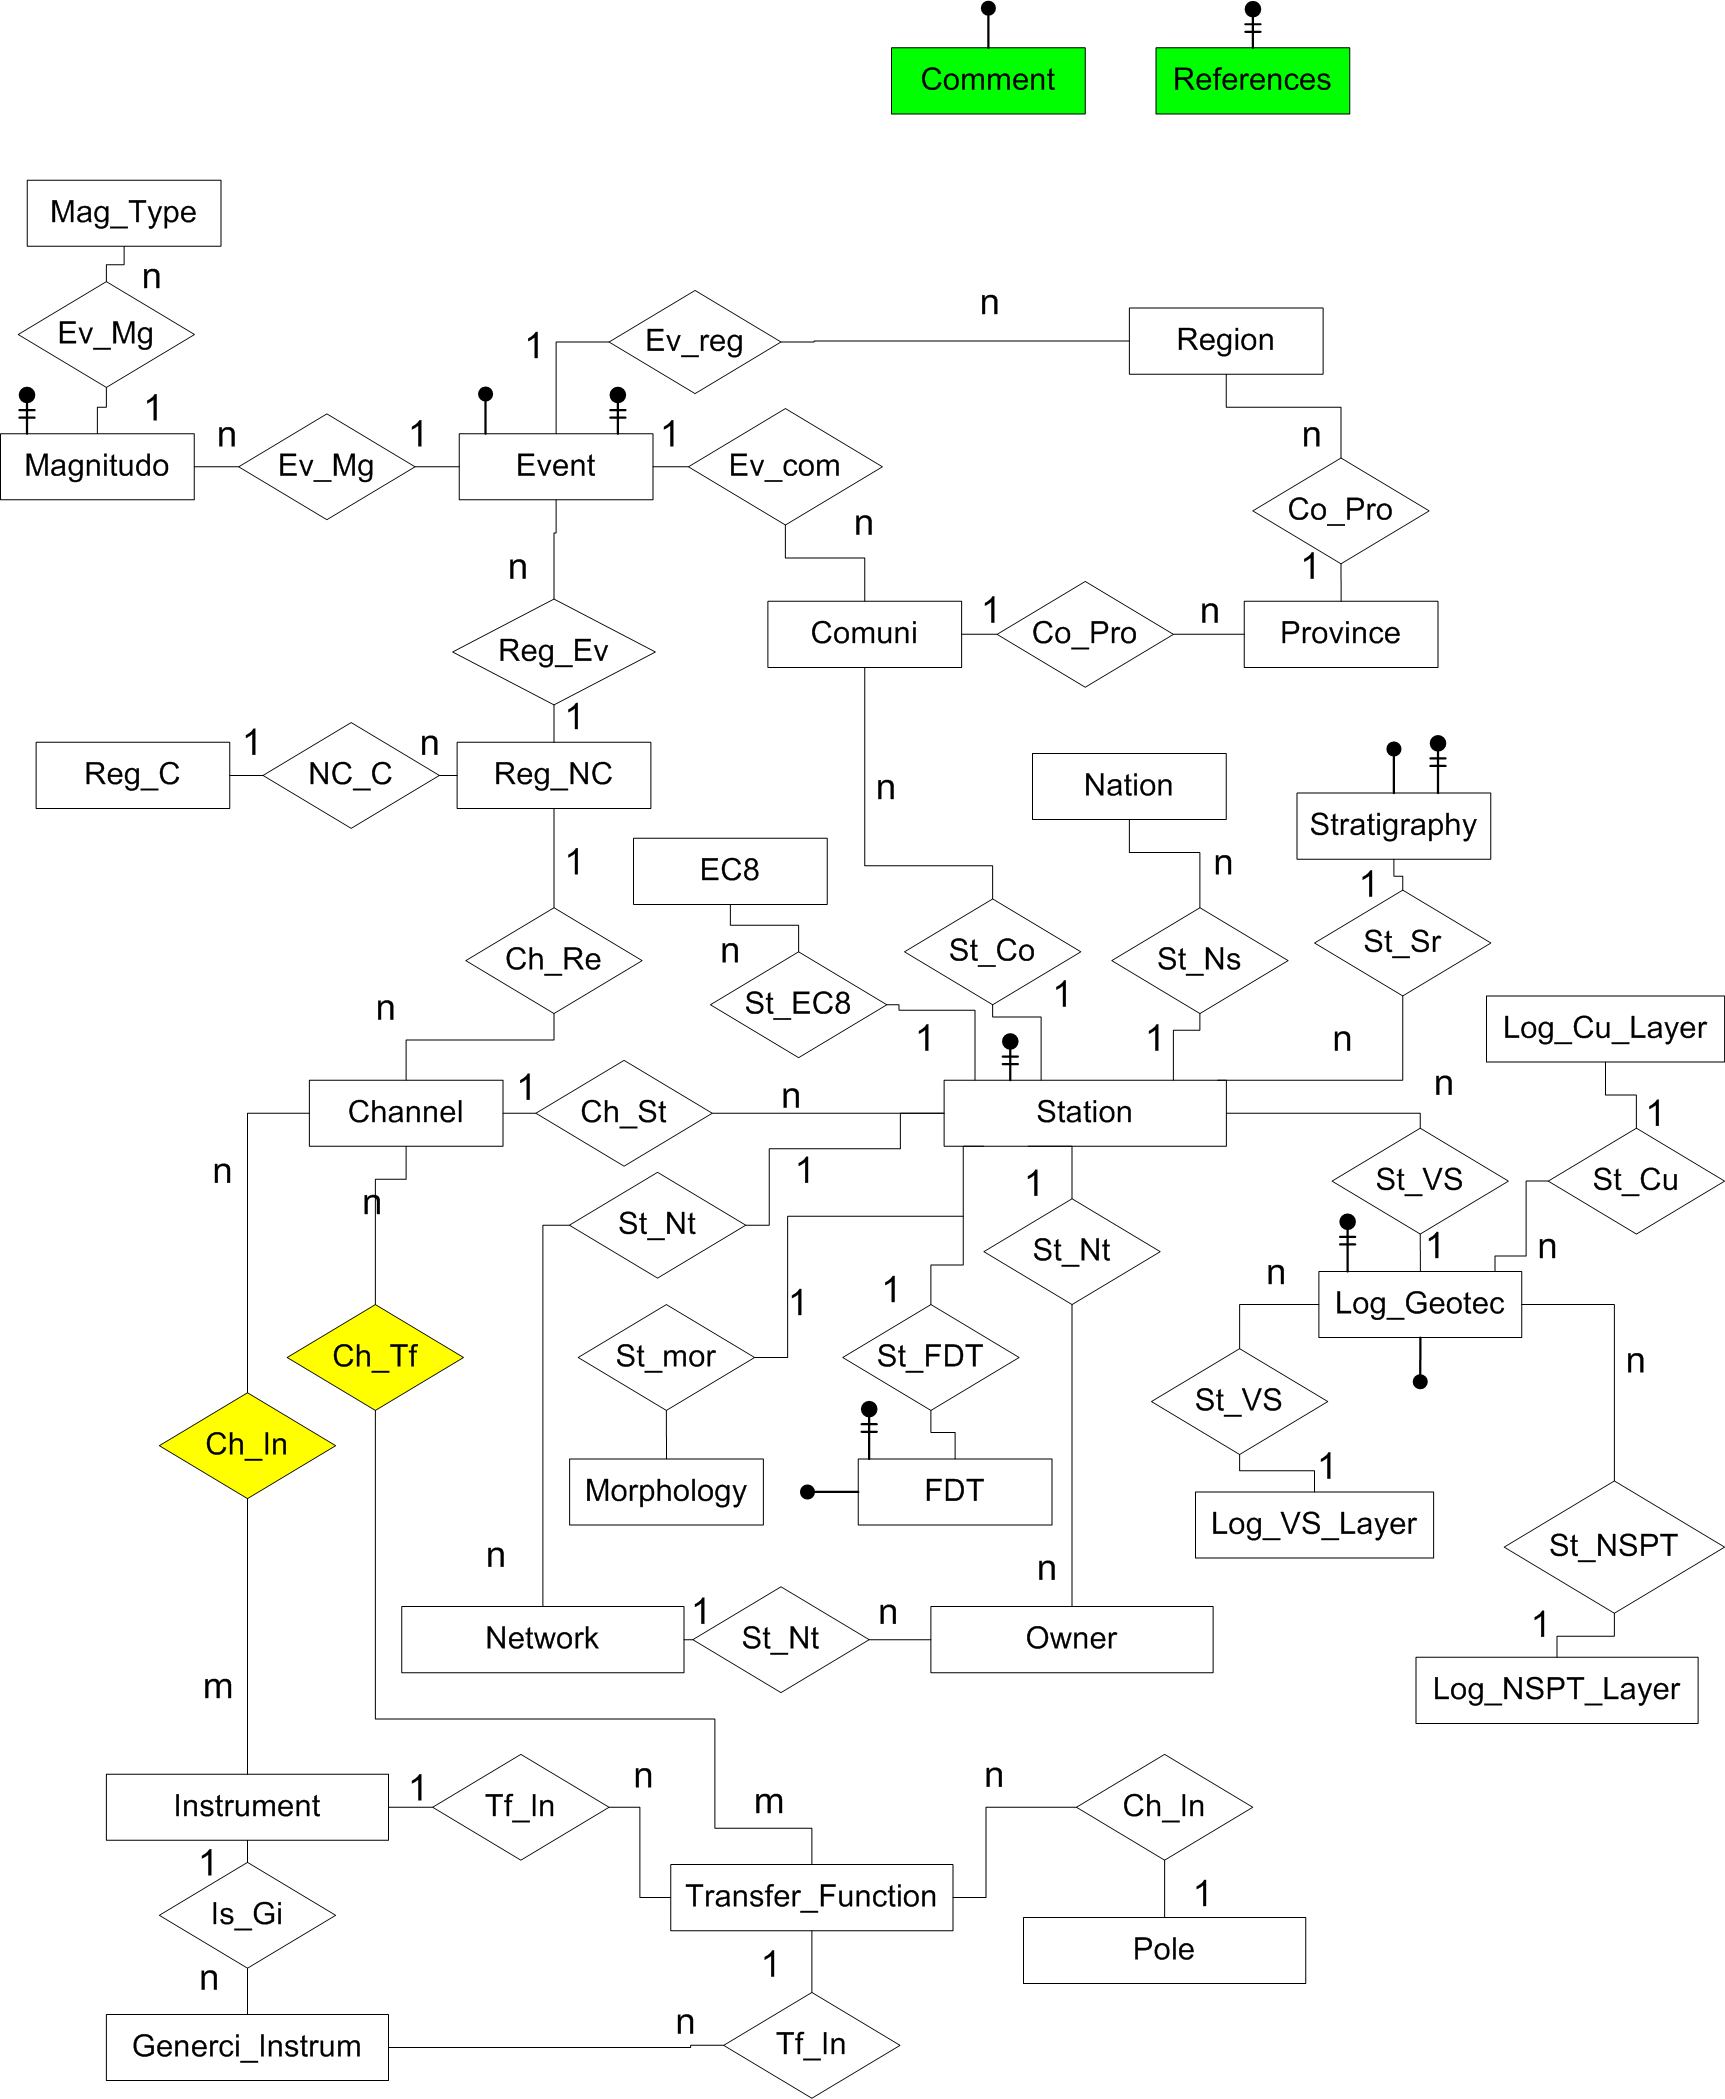 Comment
References
Mag_Type
n
Ev_Mg
1
Ev_reg
1
n
Region
Magnitudo
n
Ev_Mg
1
Event
1
Ev_com
n
n
Co_Pro
1
Comuni
1
Co_Pro
n
Province
n
Reg_Ev
1
Reg_C
1
NC_C
n
Reg_NC
1
Ch_Re
n
n
Nation
n
Stratigraphy
1
EC8
n
St_EC8
1
St_Co
1
St_Ns
1
St_Sr
n
Log_Cu_Layer
1
Channel
1
Ch_St
n
Station
n
St_VS
1
St_Cu
n
n
n
St_Nt
1
1
St_Nt
1
St_mor
1
St_FDT
n
Log_Geotec
n
Ch_Tf
Ch_In
St_VS
1
Morphology
FDT
Log_VS_Layer
St_NSPT
1
n
n
Network
1
St_Nt
n
Owner
Log_NSPT_Layer
m
m
Instrument
1
Tf_In
n
n
Ch_In
1
1
Is_Gi
n
Transfer_Function
1
Pole
Generci_Instrum
n
Tf_In